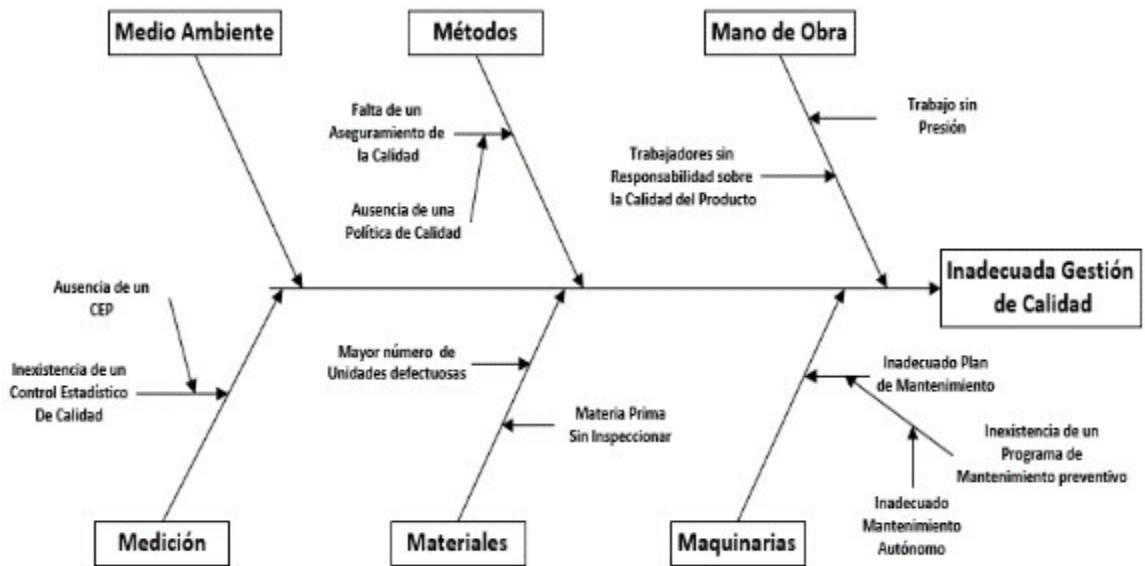 Medio Ambiente
Métodos
Mano de Obra
Falta de un
Aseguramiento de
la Calidad
Trabajo sin
Presión
Trabajadores sin
Responsabilidad sobre
la Calidad del Producto
Ausencia de una
Política de Calidad
Inadecuada Gestión
de Calidad
Ausencia de un
CEP
Inexistencia de un
Control Estadístico
De Calidad
Mayor número de
Unidades defectuosas
Materia Prima
Sin Inspeccionar
Inadecuado Plan
de Mantenimiento
Inexistencia de un
Programa de
Mantenimiento preventivo
Inadecuado
Mantenimiento
Autónomo
Medición
Materiales
Maquinarias